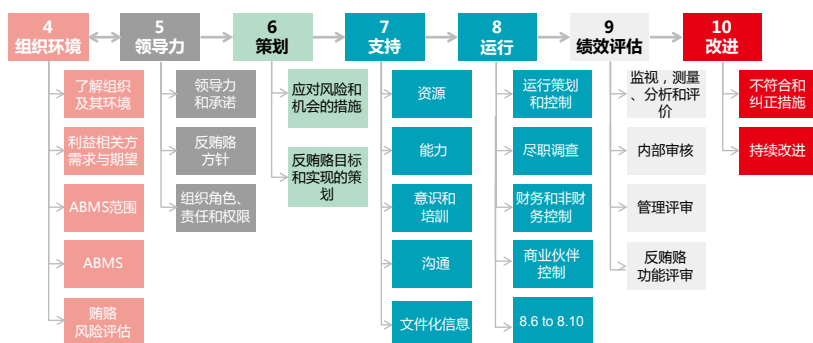 4
组织环境
5
领导力
6
策划
7
支持
8
运行
9
绩效评估
10
改进
了解组织
及其环境
利益相关方
需求与期望
ABMS范围
ABMS
贿赂
风险评估
领导力
和承诺
反贿赂
方针
组织角色、
责任和权限
应对风险和
机会的措施
反贿赂目标
和实现的策
划
资源
能力
意识和
培訓
沟通
文件化信息
运行策划
和控制
尽职调查
财务和非财
务控制
商业伙伴
控制
8.6 to 8.10
监视，测量
、分析和评
价
内部审核
管理评审
反贿赂
功能评审
不符合和
纠正措施
持续改进